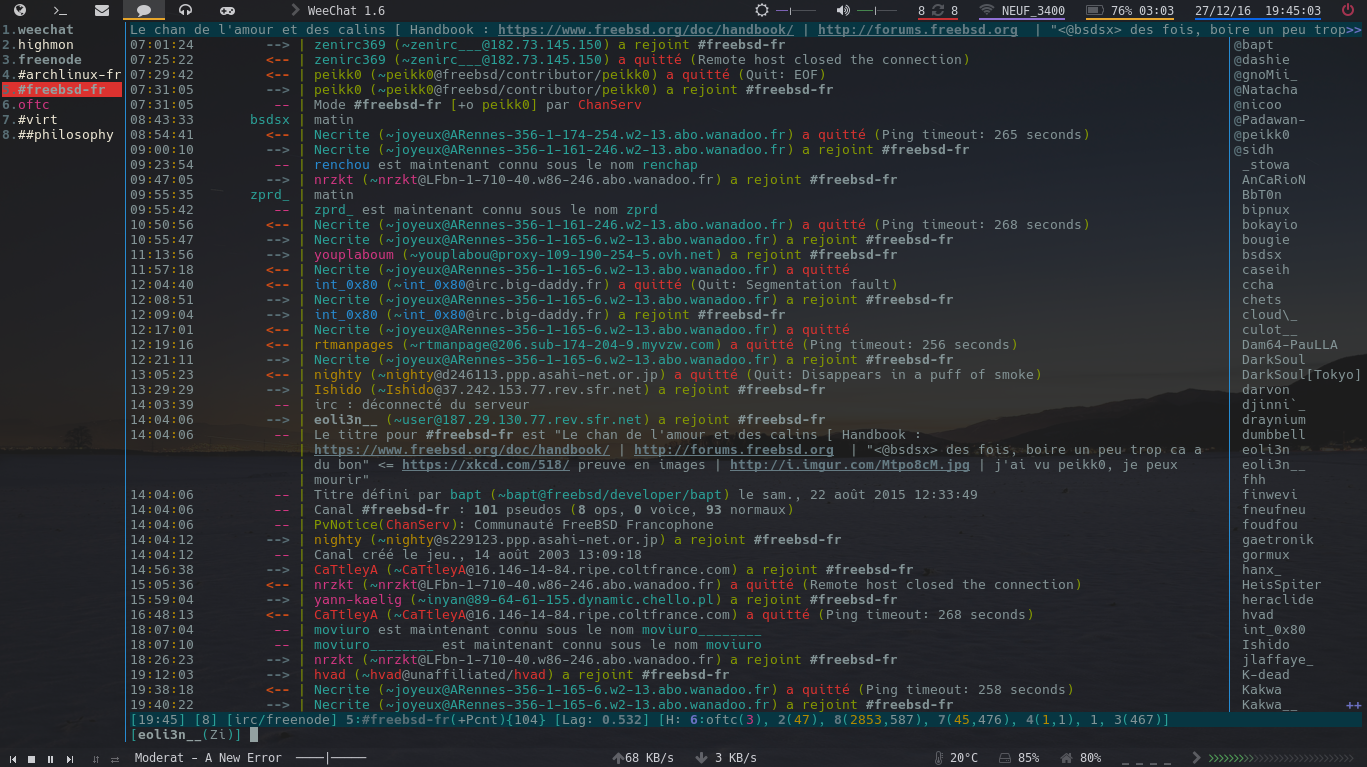 WeeChat 1.6 8 8 NEUF_3400 76% 03:03 27/12/16 19:45:03
1.weechat
2.highmon
3.freenode
4.#archlinux-fr
5.#freebsd-fr
6.oftc
7.#virt
8.##philosophy
Le chan de l'amour et des calins [ Handbook : https://www.freebsd.org/doc/handbook/ | http://forums.freebsd.org | "<@bsdsx> des fois, boire un peu trop>>
07:01:24 --> | zenirc369 (~zenirc___@182.73.145.150) a rejoint #freebsd-fr
07:25:22 <-- | zenirc369 (~zenirc___@182.73.145.150) a quitté (Remote host closed the connection)
07:29:42 <-- | peikk0 (~peikk0@freebsd/contributor/peikk0) a quitté (Quit: EOF)
07:31:05 --> | peikk0 (~peikk0@freebsd/contributor/peikk0) a rejoint #freebsd-fr
07:31:05 -- | Mode #freebsd-fr [+o peikk0] par ChanServ
08:43:33 bsdsx | matin
08:54:41 <-- | Necrite (~joyeux@ARennes-356-1-174-254.w2-13.abo.wanadoo.fr) a quitté (Ping timeout: 265 seconds)
09:00:10 --> | Necrite (~joyeux@ARennes-356-1-161-246.w2-13.abo.wanadoo.fr) a rejoint #freebsd-fr
09:23:54 -- | renchou est maintenant connu sous le nom renchap
09:47:05 --> | nrzkt (~nrzkt@LFbn-1-710-40.w86-246.abo.wanadoo.fr) a rejoint #freebsd-fr
09:55:35 zprd_ | matin
09:55:42 -- | zprd_ est maintenant connu sous le nom zprd
10:50:56 <-- | Necrite (~joyeux@ARennes-356-1-161-246.w2-13.abo.wanadoo.fr) a quitté (Ping timeout: 268 seconds)
10:55:47 --> | Necrite (~joyeux@ARennes-356-1-165-6.w2-13.abo.wanadoo.fr) a rejoint #freebsd-fr
11:13:56 --> | youplaboum (~youplabou@proxy-109-190-254-5.ovh.net) a rejoint #freebsd-fr
11:57:18 <-- | Necrite (~joyeux@ARennes-356-1-165-6.w2-13.abo.wanadoo.fr) a quitté
12:04:40 <-- | int_0x80 (~int_0x80@irc.big-daddy.fr) a quitté (Quit: Segmentation fault)
12:08:51 --> | Necrite (~joyeux@ARennes-356-1-165-6.w2-13.abo.wanadoo.fr) a rejoint #freebsd-fr
12:09:04 --> | int_0x80 (~int_0x80@irc.big-daddy.fr) a rejoint #freebsd-fr
12:17:01 <-- | Necrite (~joyeux@ARennes-356-1-165-6.w2-13.abo.wanadoo.fr) a quitté
12:19:16 <-- | rtmanpages (~rtmanpage@206.sub-174-204-9.myvzw.com) a quitté (Ping timeout: 256 seconds)
12:21:11 --> | Necrite (~joyeux@ARennes-356-1-165-6.w2-13.abo.wanadoo.fr) a rejoint #freebsd-fr
13:05:23 <-- | nighty (~nighty@d246113.ppp.asahi-net.or.jp) a quitté (Quit: Disappears in a puff of smoke)
13:29:29 --> | Ishido (~Ishido@37.242.153.77.rev.sfr.net) a rejoint #freebsd-fr
14:03:39 -- | irc : déconnecté du serveur
14:04:06 --> | eoli3n__ (~user@187.29.130.77.rev.sfr.net) a rejoint #freebsd-fr
14:04:06 -- | Le titre pour #freebsd-fr est "Le chan de l'amour et des calins [ Handbook :
| https://www.freebsd.org/doc/handbook/ | http://forums.freebsd.org | "<@bsdsx> des fois, boire un peu trop ca a
| du bon" <= https://xkcd.com/518/ preuve en images | http://i.imgur.com/Mtpo8cM.jpg | j'ai vu peikk0, je peux
| mourir"
14:04:06 -- | Titre défini par bapt (~bapt@freebsd/developer/bapt) le sam., 22 août 2015 12:33:49
14:04:06 -- | Canal #freebsd-fr : 101 pseudos (8 ops, 0 voice, 93 normaux)
14:04:06 -- | PvNotice(ChanServ): Communauté FreeBSD Francophone
14:04:12 --> | nighty (~nighty@s229123.ppp.asahi-net.or.jp) a rejoint #freebsd-fr
14:04:12 -- | Canal créé le jeu., 14 août 2003 13:09:18
14:56:38 --> | CaTtleyA (~CaTtleyA@16.146-14-84.ripe.coltfrance.com) a rejoint #freebsd-fr
15:05:36 <-- | nrzkt (~nrzkt@LFbn-1-710-40.w86-246.abo.wanadoo.fr) a quitté (Remote host closed the connection)
15:59:04 --> | yann-kaelig (~inyan@89-64-61-155.dynamic.chello.pl) a rejoint #freebsd-fr
16:48:13 <-- | CaTtleyA (~CaTtleyA@16.146-14-84.ripe.coltfrance.com) a quitté (Ping timeout: 268 seconds)
18:07:04 -- | moviuro est maintenant connu sous le nom moviuro________
18:07:10 -- | moviuro________ est maintenant connu sous le nom moviuro
18:26:23 --> | nrzkt (~nrzkt@LFbn-1-710-40.w86-246.abo.wanadoo.fr) a rejoint #freebsd-fr
19:12:03 --> | hvad (~hvad@unaffiliated/hvad) a rejoint #freebsd-fr
19:38:18 <-- | Necrite (~joyeux@ARennes-356-1-165-6.w2-13.abo.wanadoo.fr) a quitté (Ping timeout: 258 seconds)
19:40:22 --> | Necrite (~joyeux@ARennes-356-1-165-6.w2-13.abo.wanadoo.fr) a rejoint #freebsd-fr
@bapt
@dashie
@gnoMii_
@Natacha
@nicoo
@Padawan-
@peikk0
@sidh
_stowa
AnCaRioN
BbT0n
bipnux
bokayio
bougie
bsdsx
caseih
ccha
chets
cloud\_
culot__
Dam64-PauLLA
DarkSoul
DarkSoul[Tokyo]
darvon
djinni`_
draynium
dumbbell
eoli3n
eoli3n__
fhh
finwevi
fneufneu
foudfou
gaetronik
gormux
hanx_
HeisSpiter
heraclide
hvad
int_0x80
Ishido
jlaffaye_
K-dead
Kakwa
Kakwa__ ++
[19:45] [8] [irc/freenode] 5:#freebsd-fr(+Pcnt){104} [Lag: 0.532] [H: 6:oftc(3), 2(47), 8(2853,587), 7(45,476), 4(1,1), 1, 3(467)]
[eoli3n__(Zi)]
Moderat - A New Error 68 KB/s 3 KB/s 20°C 85% 80%